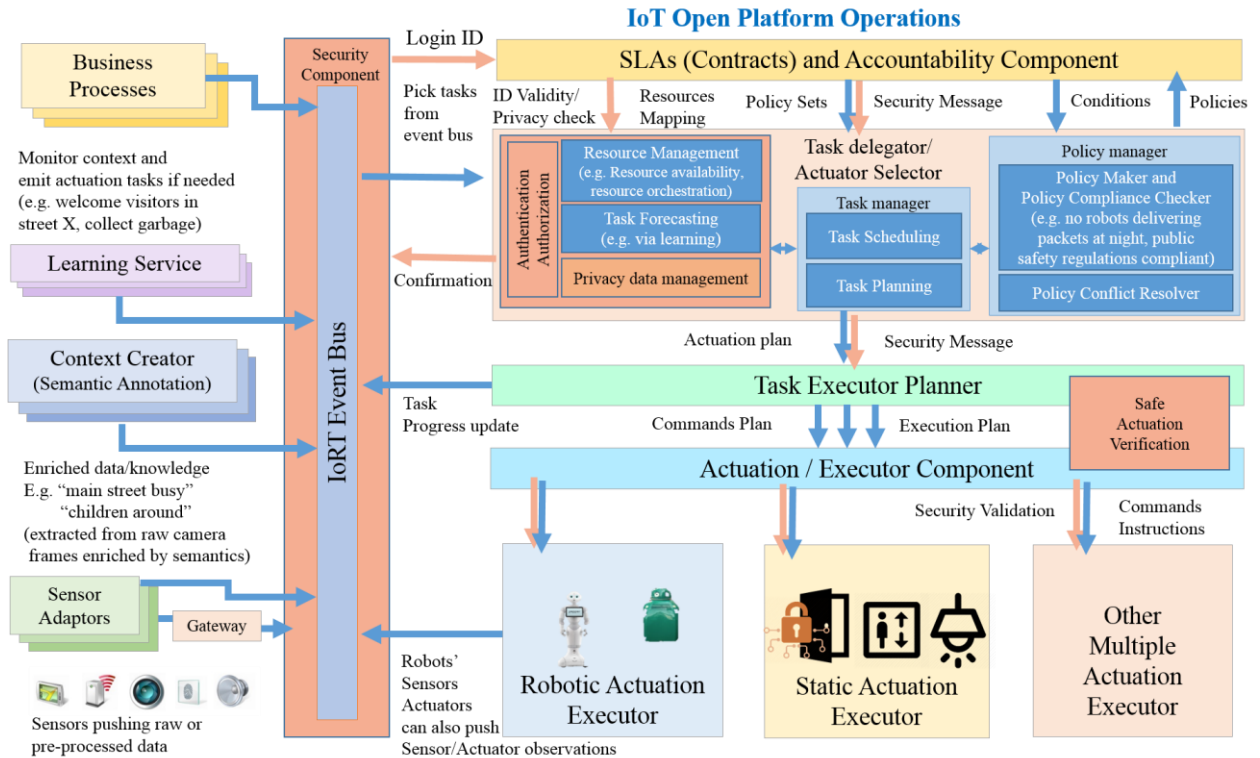 IoT Open Platform Operations
Business
Processes
Monitor context and
emit actuation tasks if needed
(e.g. welcome visitors in
street X, collect garbage)
Learning Service
Context Creator
(Semantic Annotation)
Enriched data/knowledge
E.g. “main street busy”
“children around”
(extracted from raw camera
frames enriched by semantics)
Sensor
Adaptors
Gateway
Sensors pushing raw or
pre-processed data
Security
Component
IoRT Event Bus
Login ID
Pick tasks
from
event bus
Confirmation
Task
Progress update
Robots’
Sensors
Actuators
can also push
Sensor/Actuator observations
SLAs (Contracts) and Accountability Component
ID Validity/
Privacy check
Resources
Mapping
Policy Sets
Security Message
Conditions
Policies
Authentication
Authorization
Resource Management
(e.g. Resource availability,
resource orchestration)
Task Forecasting
(e.g. via learning)
Privacy data management
Task delegator/
Actuator Selector
Task manager
Task Scheduling
Task Planning
Policy manager
Policy Maker and
Policy Compliance Checker
(e.g. no robots delivering
packets at night, public
safety regulations compliant)
Policy Conflict Resolver
Actuation plan
Security Message
Task Executor Planner
Safe
Actuation
Verification
Commands Plan
Execution Plan
Actuation / Executor Component
Security Validation
Commands
Instructions
Robotic Actuation
Executor
Static Actuation
Executor
Other
Multiple
Actuation
Executor